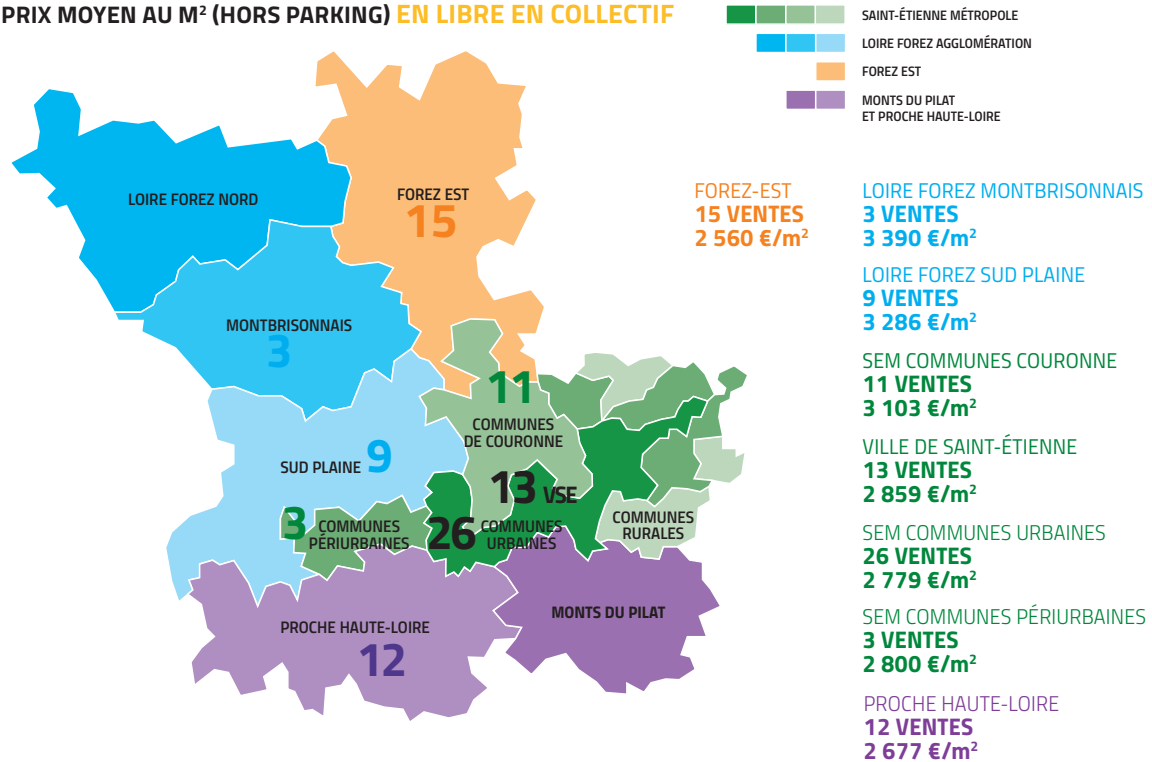 PRIX MOYEN AU M² (HORS PARKING) EN LIBRE EN COLLECTIF
SAINT-ÉTIENNE MÉTROPOLE
LOIRE FOREZ AGGLOMÉRATION
FOREZ EST
MONTS DU PILAT
ET PROCHE HAUTE-LOIRE
LOIRE FOREZ NORD
FOREZ EST
15
MONTBRISONNAIS
3
11
COMMUNES
DE COURONNE
SUD PLAINE 9
13 VSE
3 COMMUNES
PÉRIURBAINES
26 COMMUNES
URBAINES
COMMUNES
RURALES
MONTS DU PILAT
PROCHE HAUTE-LOIRE
12
FOREZ-EST
15 VENTES
2 560 €/m²
LOIRE FOREZ MONTBRISONNAIS
3 VENTES
3 390 €/m²
LOIRE FOREZ SUD PLAINE
9 VENTES
3 286 €/m²
SEM COMMUNES COURONNE
11 VENTES
3 103 €/m²
VILLE DE SAINT-ÉTIENNE
13 VENTES
2 859 €/m²
SEM COMMUNES URBAINES
26 VENTES
2 779 €/m²
SEM COMMUNES PÉRIURBAINES
3 VENTES
2 800 €/m²
PROCHE HAUTE-LOIRE
12 VENTES
2 677 €/m²